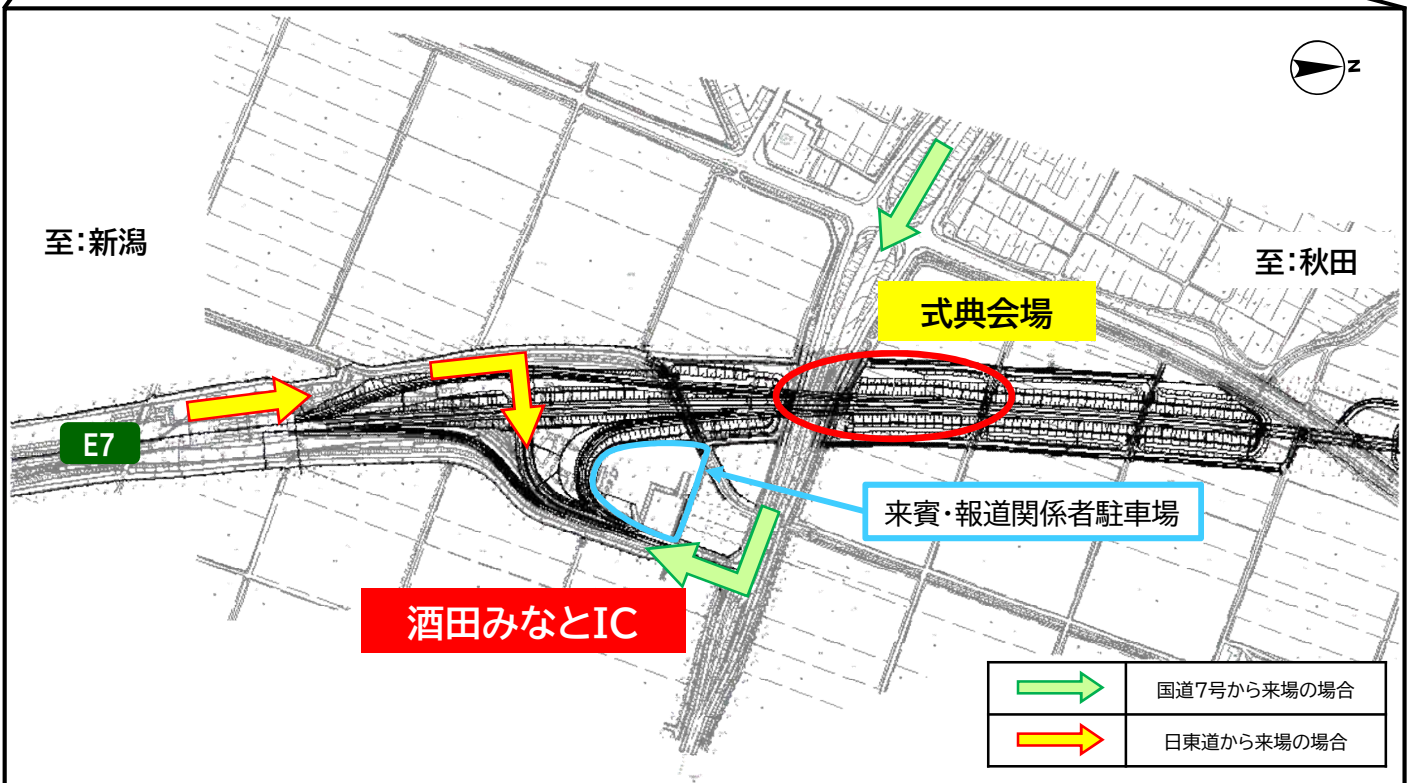 N
至:新潟
至:秋田
式典会場
E7
来賓・報道関係者駐車場
酒田みなとIC
国道7号から来場の場合
日東道から来場の場合